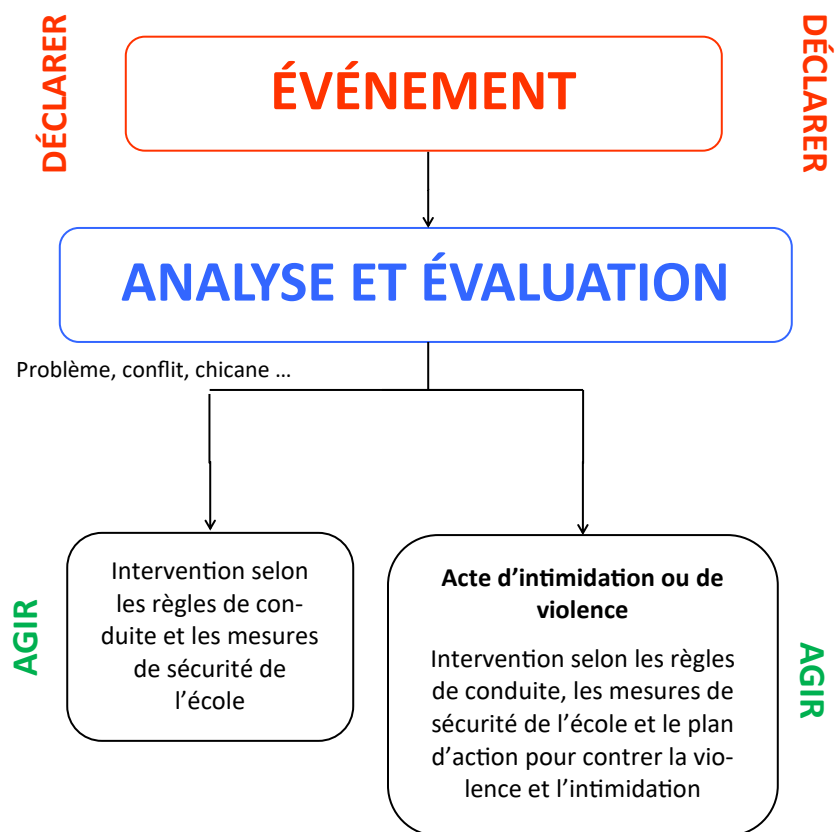 DÉCLARER
DÉCLARER
ÉVÉNEMENT
ANALYSE ET ÉVALUATION
Problème, conflit, chicane ...
AGIR
Intervention selon
les règles de con-
duite et les mesures
de sécurité de
l’école
Acte d’intimidation ou de
violence
Intervention selon les règles
de conduite, les mesures de
sécurité de l’école et le plan
d’action pour contrer la vio-
lence et l’intimidation
AGIR